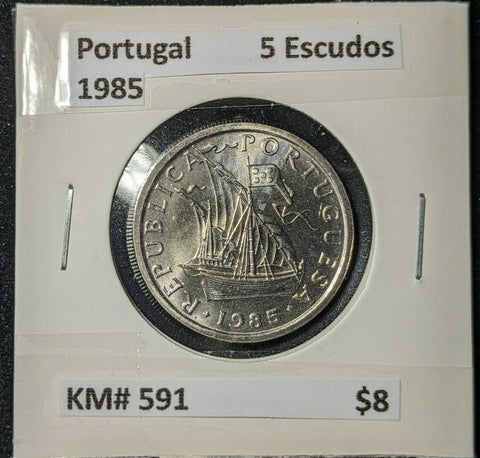 Portugal 5 Escudos
1985
REPUBLICA PORTUGUESA
·1985·
KM# 591 $8